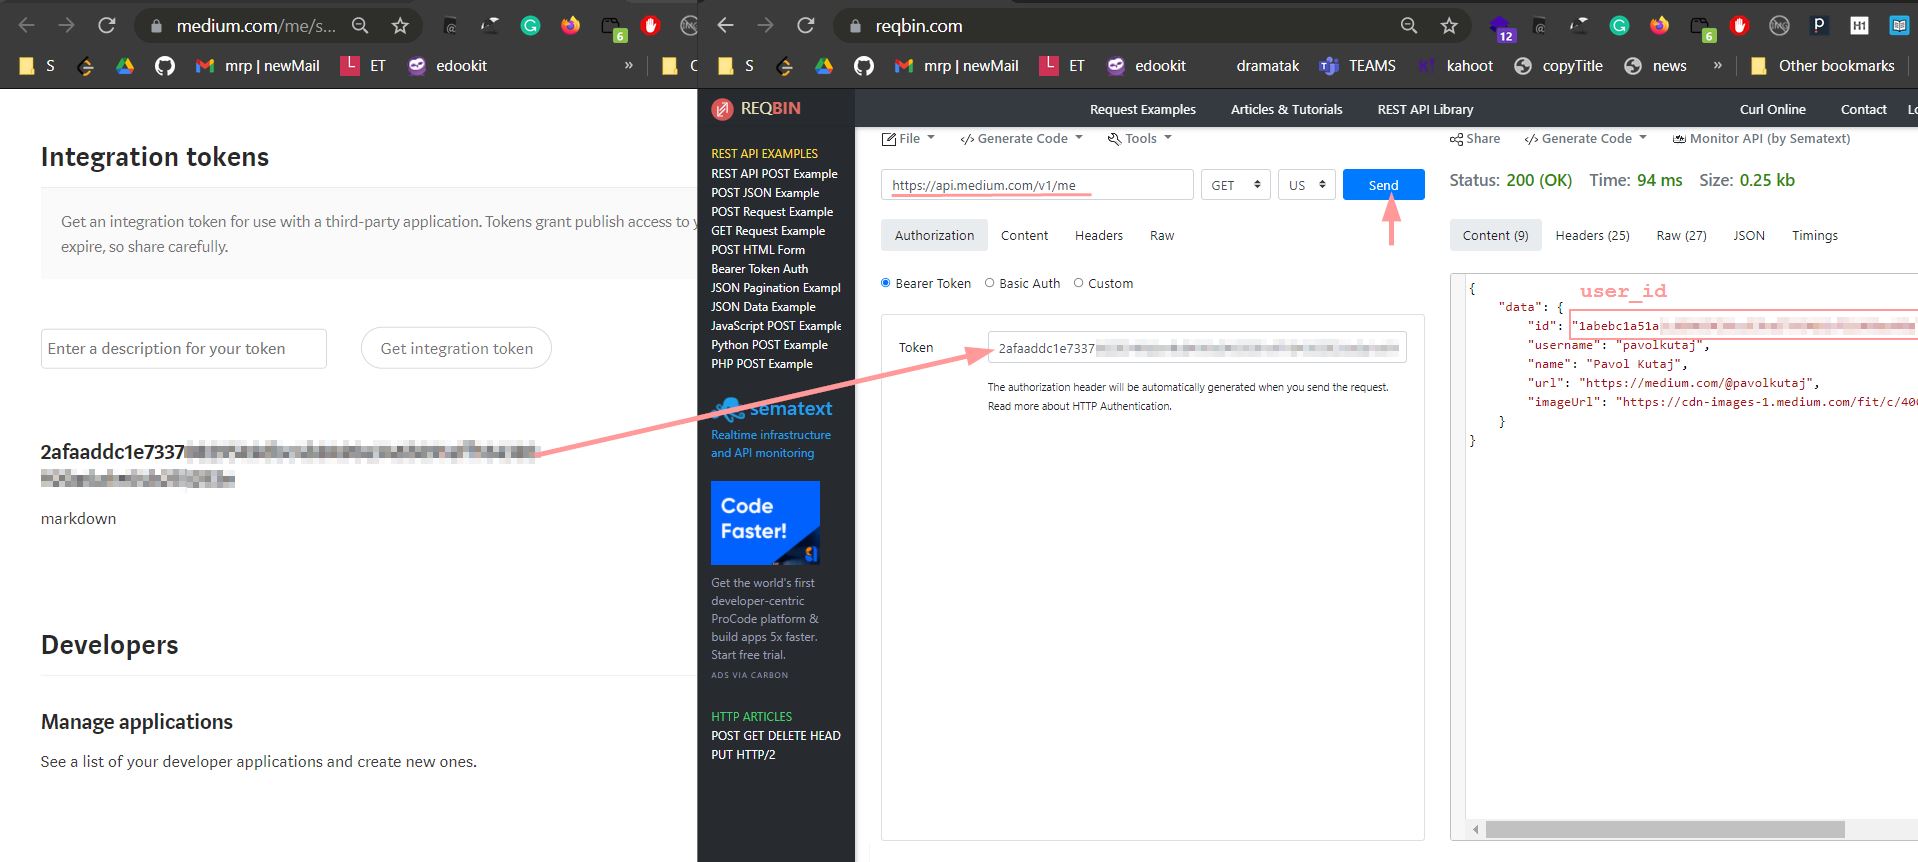 medium.com/me/s...
6
S
mrp | newMail
ET
edookit
»
Integration tokens
Get an integration token for use with a third-party application. Tokens grant publish access to
expire, so share carefully.
Enter a description for your token
Get integration token
2afaaddc1e7337
markdown
Developers
Manage applications
See a list of your developer applications and create new ones.
reqbin.com
12
6
P
H1
S
mrp | newMail
L
ET
edookit
dramatak
TEAMS
kahoot
copyTitle
news
»
Other bookmarks
REQBIN
Request Examples
Articles & Tutorials
REST API Library
Curl Online
Contact
REST API EXAMPLES
REST API POST Example
POST JSON Example
POST Request Example
GET Request Example
POST HTML Form
Bearer Token Auth
JSON Pagination Exampl
JSON Data Example
JavaScript POST Example
Python POST Example
PHP POST Example
sematext
Realtime infrastructure
and API monitoring
Code
Faster!
Get the world's first
developer-centric
ProCode platform &
build apps 5x faster.
Start free trial.
ADS VIA CARBON
HTTP ARTICLES
POST GET DELETE HEAD
PUT HTTP/2
File
</> Generate Code
Tools
https://api.medium.com/v1/me
GET
US
Send
Authorization
Content
Headers
Raw
Bearer Token
Basic Auth
Custom
Token
2afaaddc1e7337
The authorization header will be automatically generated when you send the request.
Read more about HTTP Authentication.
Share
</> Generate Code
Monitor API (by Sematext)
Status: 200 (OK) Time: 94 ms Size: 0.25 kb
Content (9)
Headers (25)
Raw (27)
JSON
Timings
user_id
{
"data": {
"id": "1abebc1a51a
"username": "pavolkutaj",
"name": "Pavol Kutaj",
"url": "https://medium.com/@pavolkutaj",
"imageUrl": "https://cdn-images-1.medium.com/fit/c/400
}
}